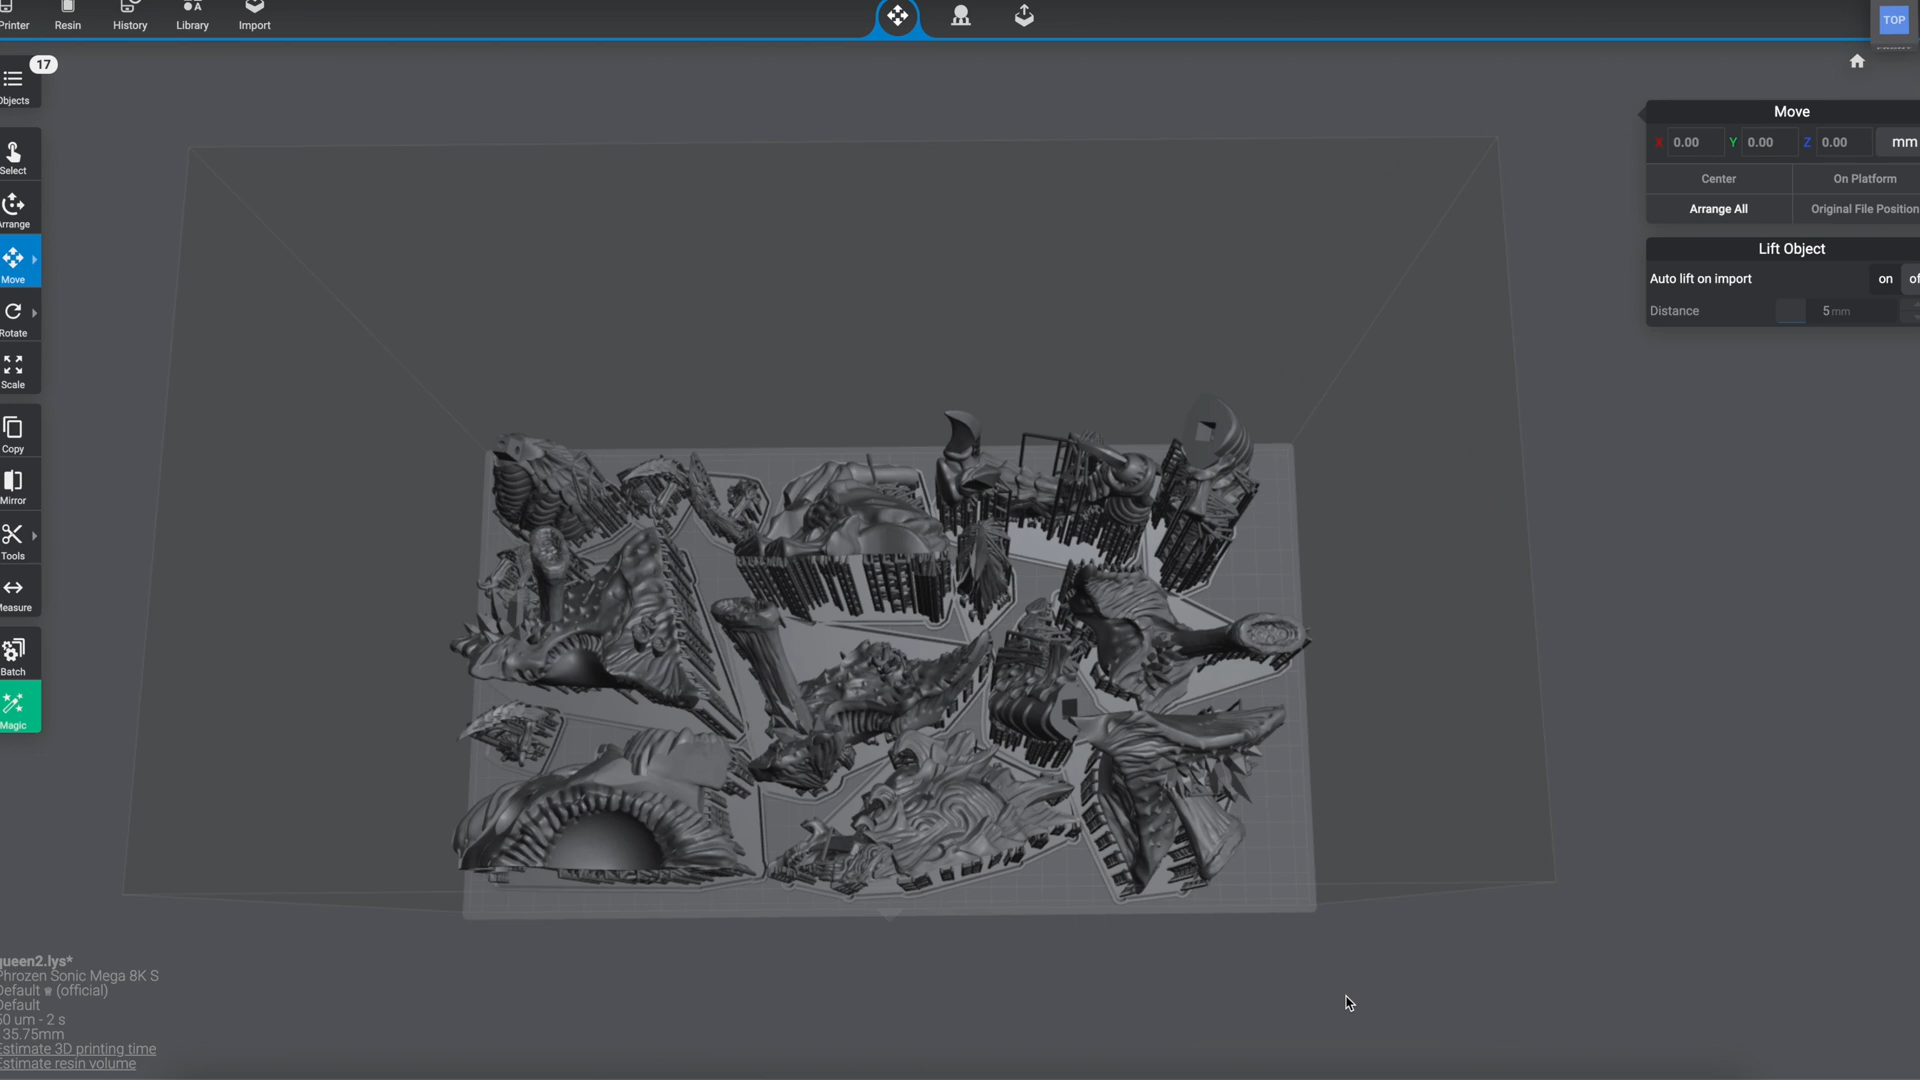 Printer Resin History Library Import
TOP
17
Objects
Select
Arrange
Move
Rotate
Scale
Copy
Mirror
Tools
Measure
Batch
Magic
Move
X 0.00 Y 0.00 Z 0.00 mm
Center On Platform
Arrange All Original File Position
Lift Object
Auto lift on import on of
Distance 5 mm
queen2.lys*
Phrozen Sonic Mega 8K S
Default (official)
Default
50 um - 2 s
35.75mm
Estimate 3D printing time
Estimate resin volume